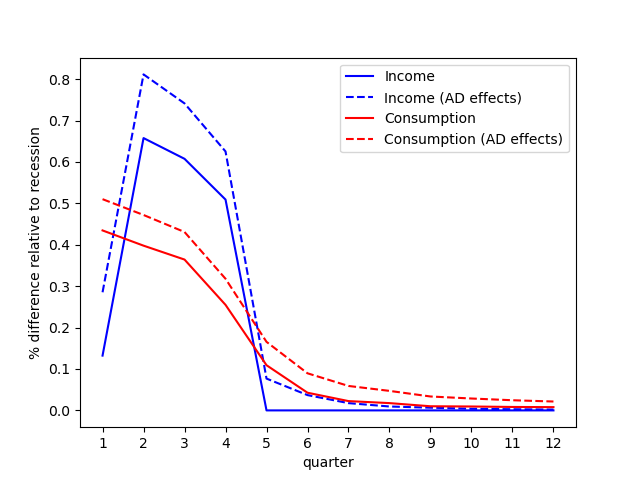 Income
Income (AD effects)
Consumption
Consumption (AD effects)
% difference relative to recession
0.8
0.7
0.6
0.5
0.4
0.3
0.2
0.1
0.0
1 2 3 4 5 6 7 8 9 10 11 12
quarter